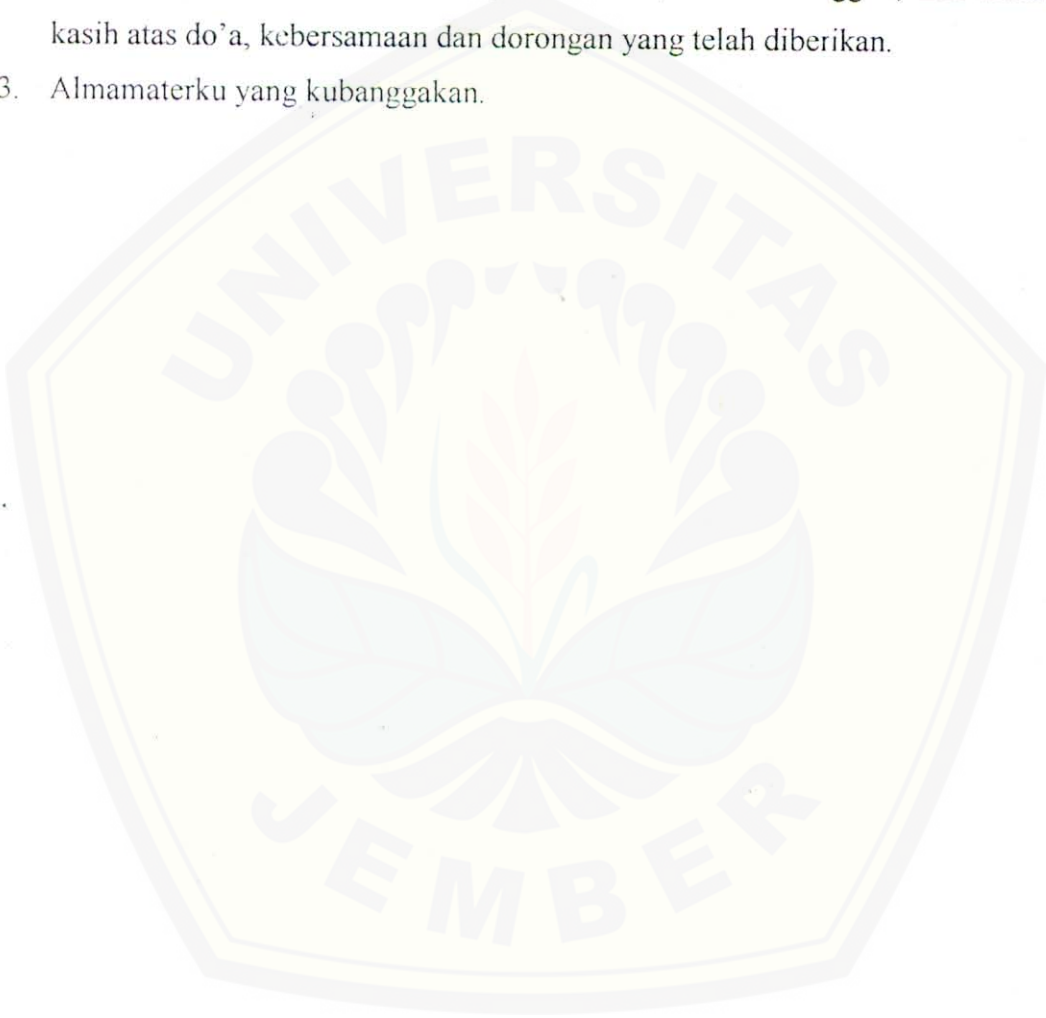 kasih atas do’a, kebersamaan dan dorongan yang telah diberikan.
3. Almamaterku yang kubanggakan.
UNIVERSITAS
JEMBER